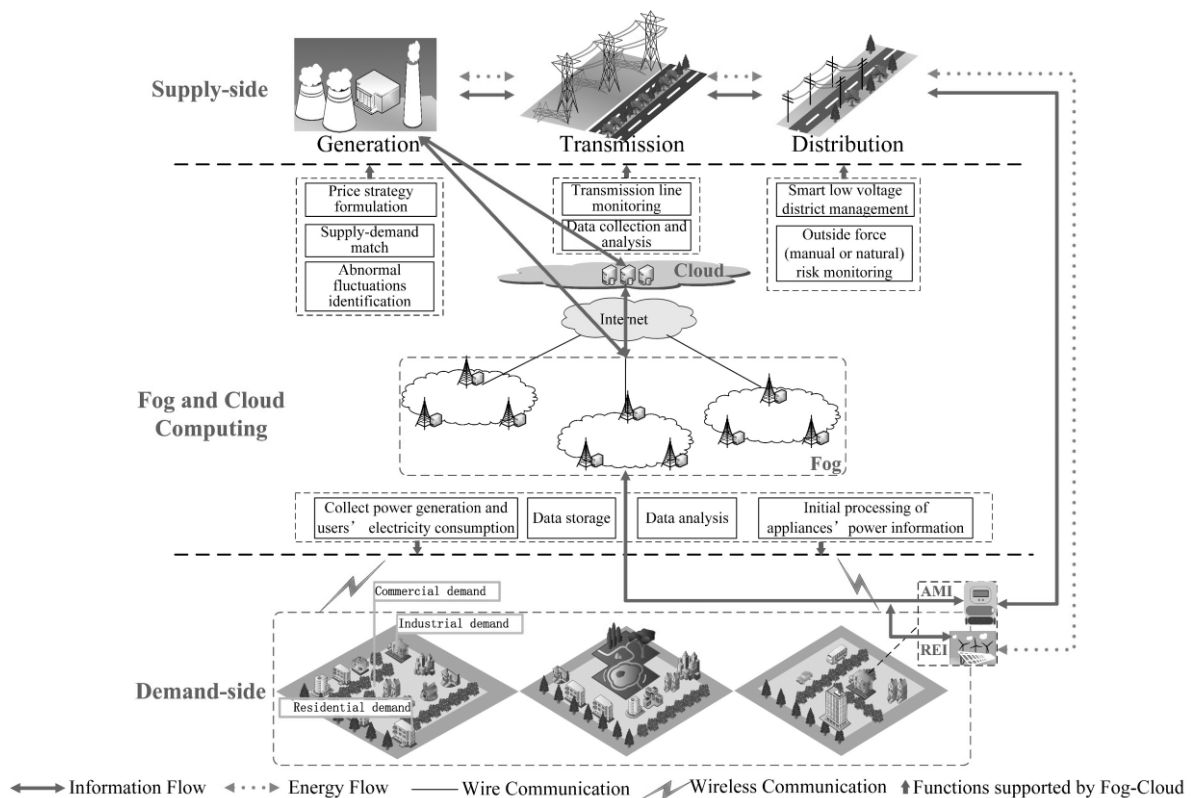 Supply-side
Generation
Transmission
Distribution
Price strategy
formulation
Supply-demand
match
Abnormal
fluctuations
identification
Transmission line
monitoring
Data collection and
analysis
Smart low voltage
district management
Outside force
(manual or natural)
risk monitoring
Cloud
Internet
Fog and Cloud
Computing
Fog
Collect power generation and
users’ electricity consumption
Data storage
Data analysis
Initial processing of
appliances’ power information
Commercial demand
Industrial demand
AMI
REI
Demand-side
Residential demand
Information Flow
Energy Flow
Wire Communication
Wireless Communication
Functions supported by Fog-Cloud